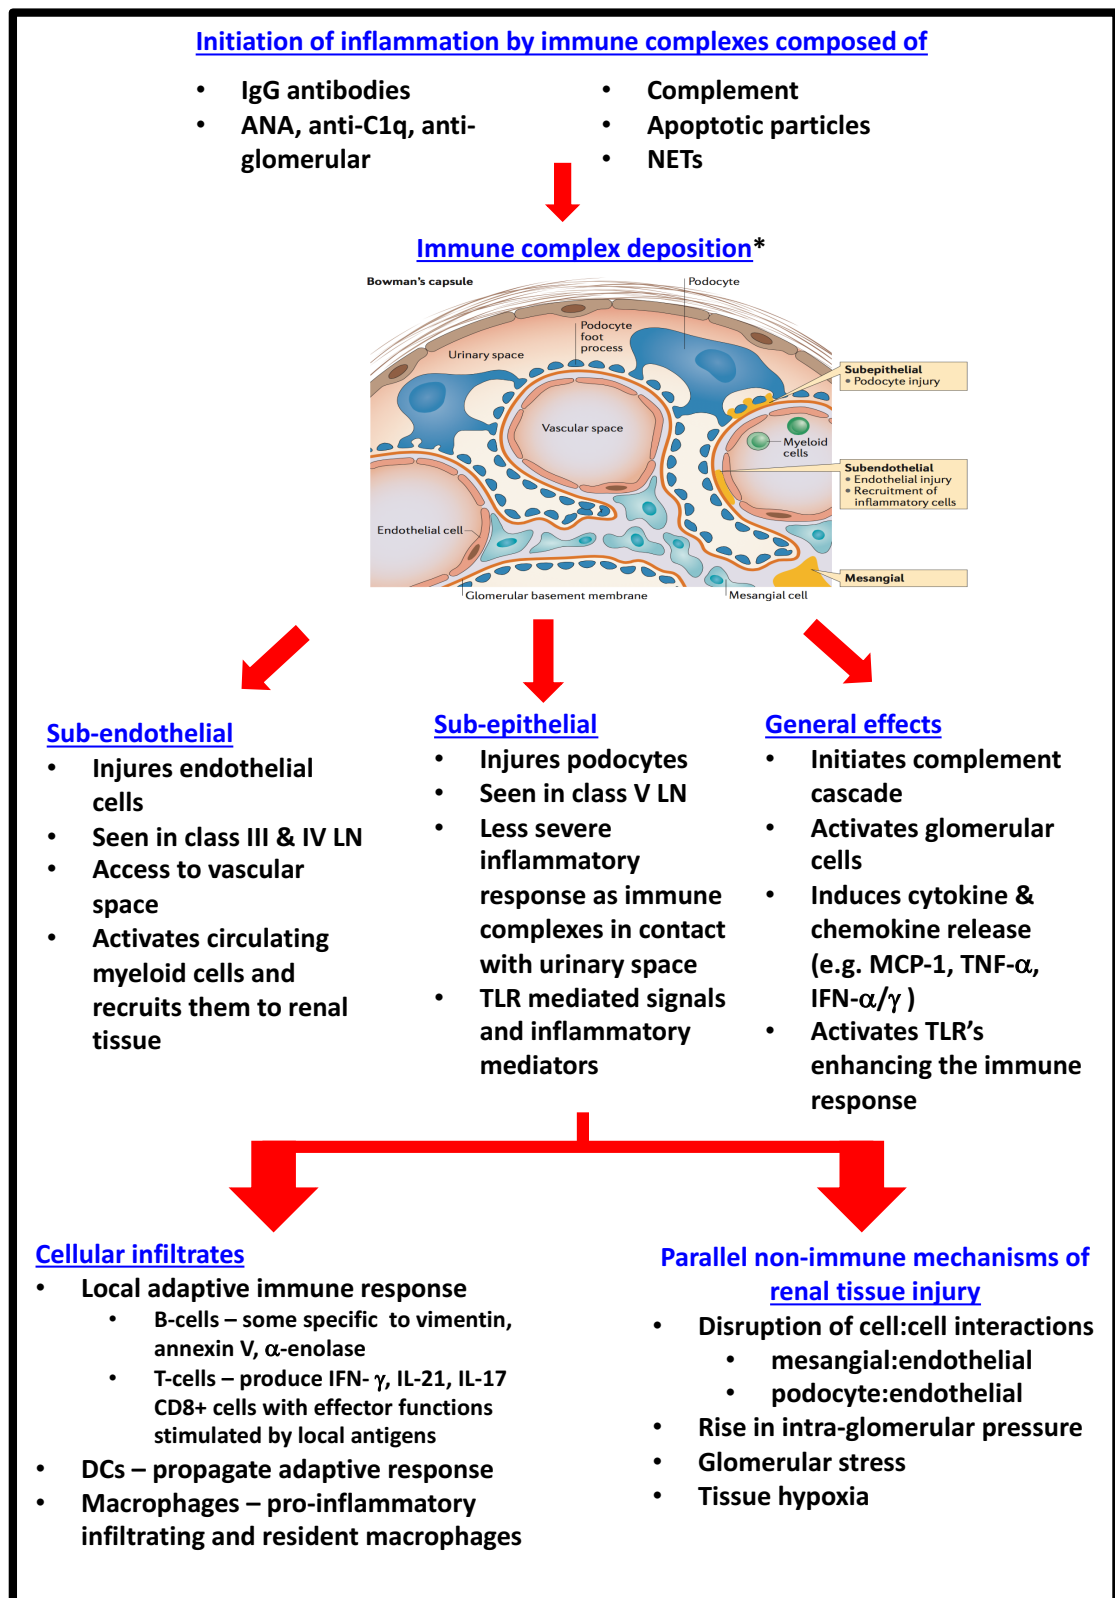 Initiation of inflammation by immune complexes composed of
• IgG antibodies
• ANA, anti-C1q, anti-
glomerular
• Complement
• Apoptotic particles
• NETs
Immune complex deposition*
Bowman's capsule
Podocyte
Podocyte
foot
process
Urinary space
Subepithelial
• Podocyte injury
Vascular space
Myeloid
cells
Subendothelial
• Endothelial injury
• Recruitment of
inflammatory cells
Endothelial cell
Mesangial
Glomerular basement membrane
Mesangial cell
Sub-endothelial
• Injures endothelial
cells
• Seen in class III & IV LN
• Access to vascular
space
• Activates circulating
myeloid cells and
recruits them to renal
tissue
Sub-epithelial
• Injures podocytes
• Seen in class V LN
• Less severe
inflammatory
response as immune
complexes in contact
with urinary space
• TLR mediated signals
and inflammatory
mediators
General effects
• Initiates complement
cascade
• Activates glomerular
cells
• Induces cytokine &
chemokine release
(e.g. MCP-1, TNF-α,
IFN-α/γ )
• Activates TLR's
enhancing the immune
response
Cellular infiltrates
• Local adaptive immune response
• B-cells – some specific  to vimentin,
annexin V, α-enolase
• T-cells – produce IFN- γ, IL-21, IL-17
CD8+ cells with effector functions
stimulated by local antigens
• DCs – propagate adaptive response
• Macrophages – pro-inflammatory
infiltrating and resident macrophages
Parallel non-immune mechanisms of
renal tissue injury
• Disruption of cell:cell interactions
• mesangial:endothelial
• podocyte:endothelial
• Rise in intra-glomerular pressure
• Glomerular stress
• Tissue hypoxia